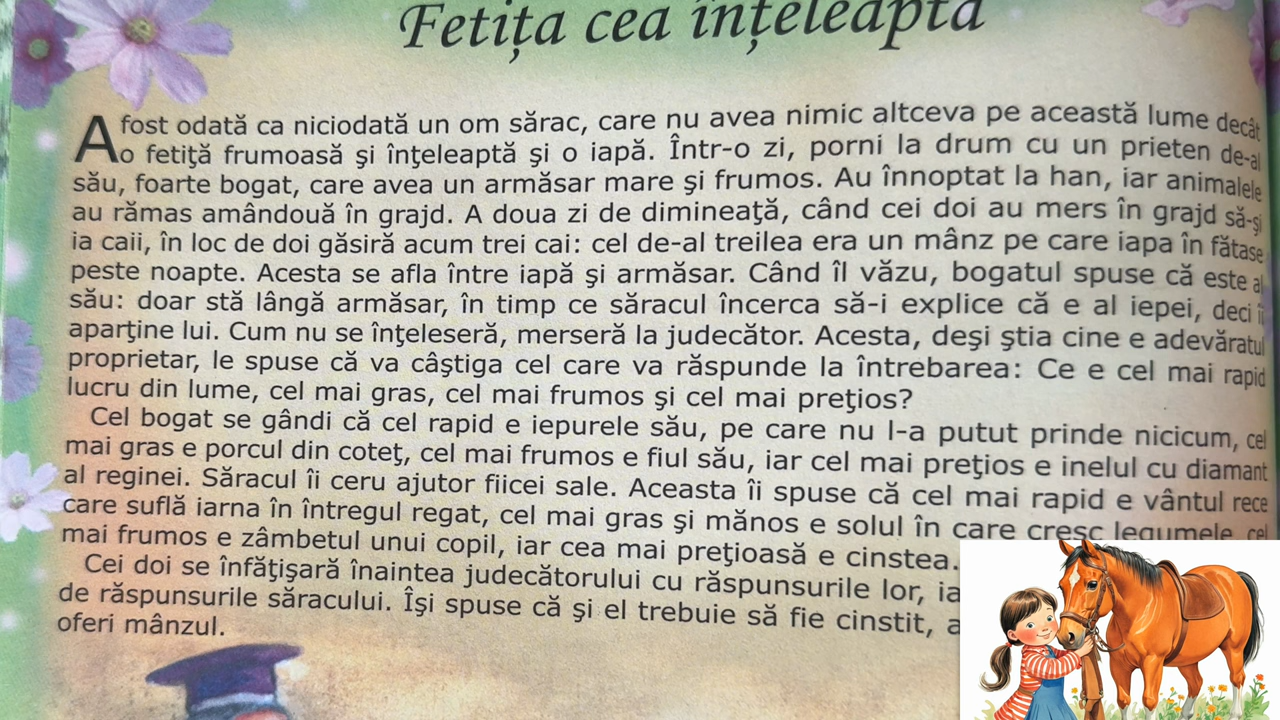 Fetița cea înțeleaptă
A fost odată ca niciodată un om sărac, care nu avea nimic altceva pe această lume decât
o fetiţă frumoasă şi înţeleaptă şi o iapă. Într-o zi, porni la drum cu un prieten de-al
său, foarte bogat, care avea un armăsar mare şi frumos. Au înnoptat la han, iar animalele
au rămas amândouă în grajd. A doua zi de dimineaţă, când cei doi au mers în grajd să-şi
ia caii, în loc de doi găsiră acum trei cai: cel de-al treilea era un mânz pe care iapa îl fătase
peste noapte. Acesta se afla între iapă şi armăsar. Când îl văzu, bogatul spuse că este al
său: doar stă lângă armăsar, în timp ce săracul încerca să-i explice că e al iepei, deci îi
aparţine lui. Cum nu se înţeleseră, merseră la judecător. Acesta, deşi ştia cine e adevăratul
proprietar, le spuse că va câştiga cel care va răspunde la întrebarea: Ce e cel mai rapid
lucru din lume, cel mai gras, cel mai frumos şi cel mai preţios?
Cel bogat se gândi că cel rapid e iepurele său, pe care nu l-a putut prinde nicicum, cel
mai gras e porcul din coteţ, cel mai frumos e fiul său, iar cel mai preţios e inelul cu diamant
al reginei. Săracul îi ceru ajutor fiicei sale. Aceasta îi spuse că cel mai rapid e vântul rece
care suflă iarna în întregul regat, cel mai gras şi mănos e solul în care cresc legumele, cel
mai frumos e zâmbetul unui copil, iar cea mai preţioasă e cinstea.
Cei doi se înfăţişară înaintea judecătorului cu răspunsurile lor,
de răspunsurile săracului. Îşi spuse că şi el trebuie să fie cinstit,
oferi mânzul.